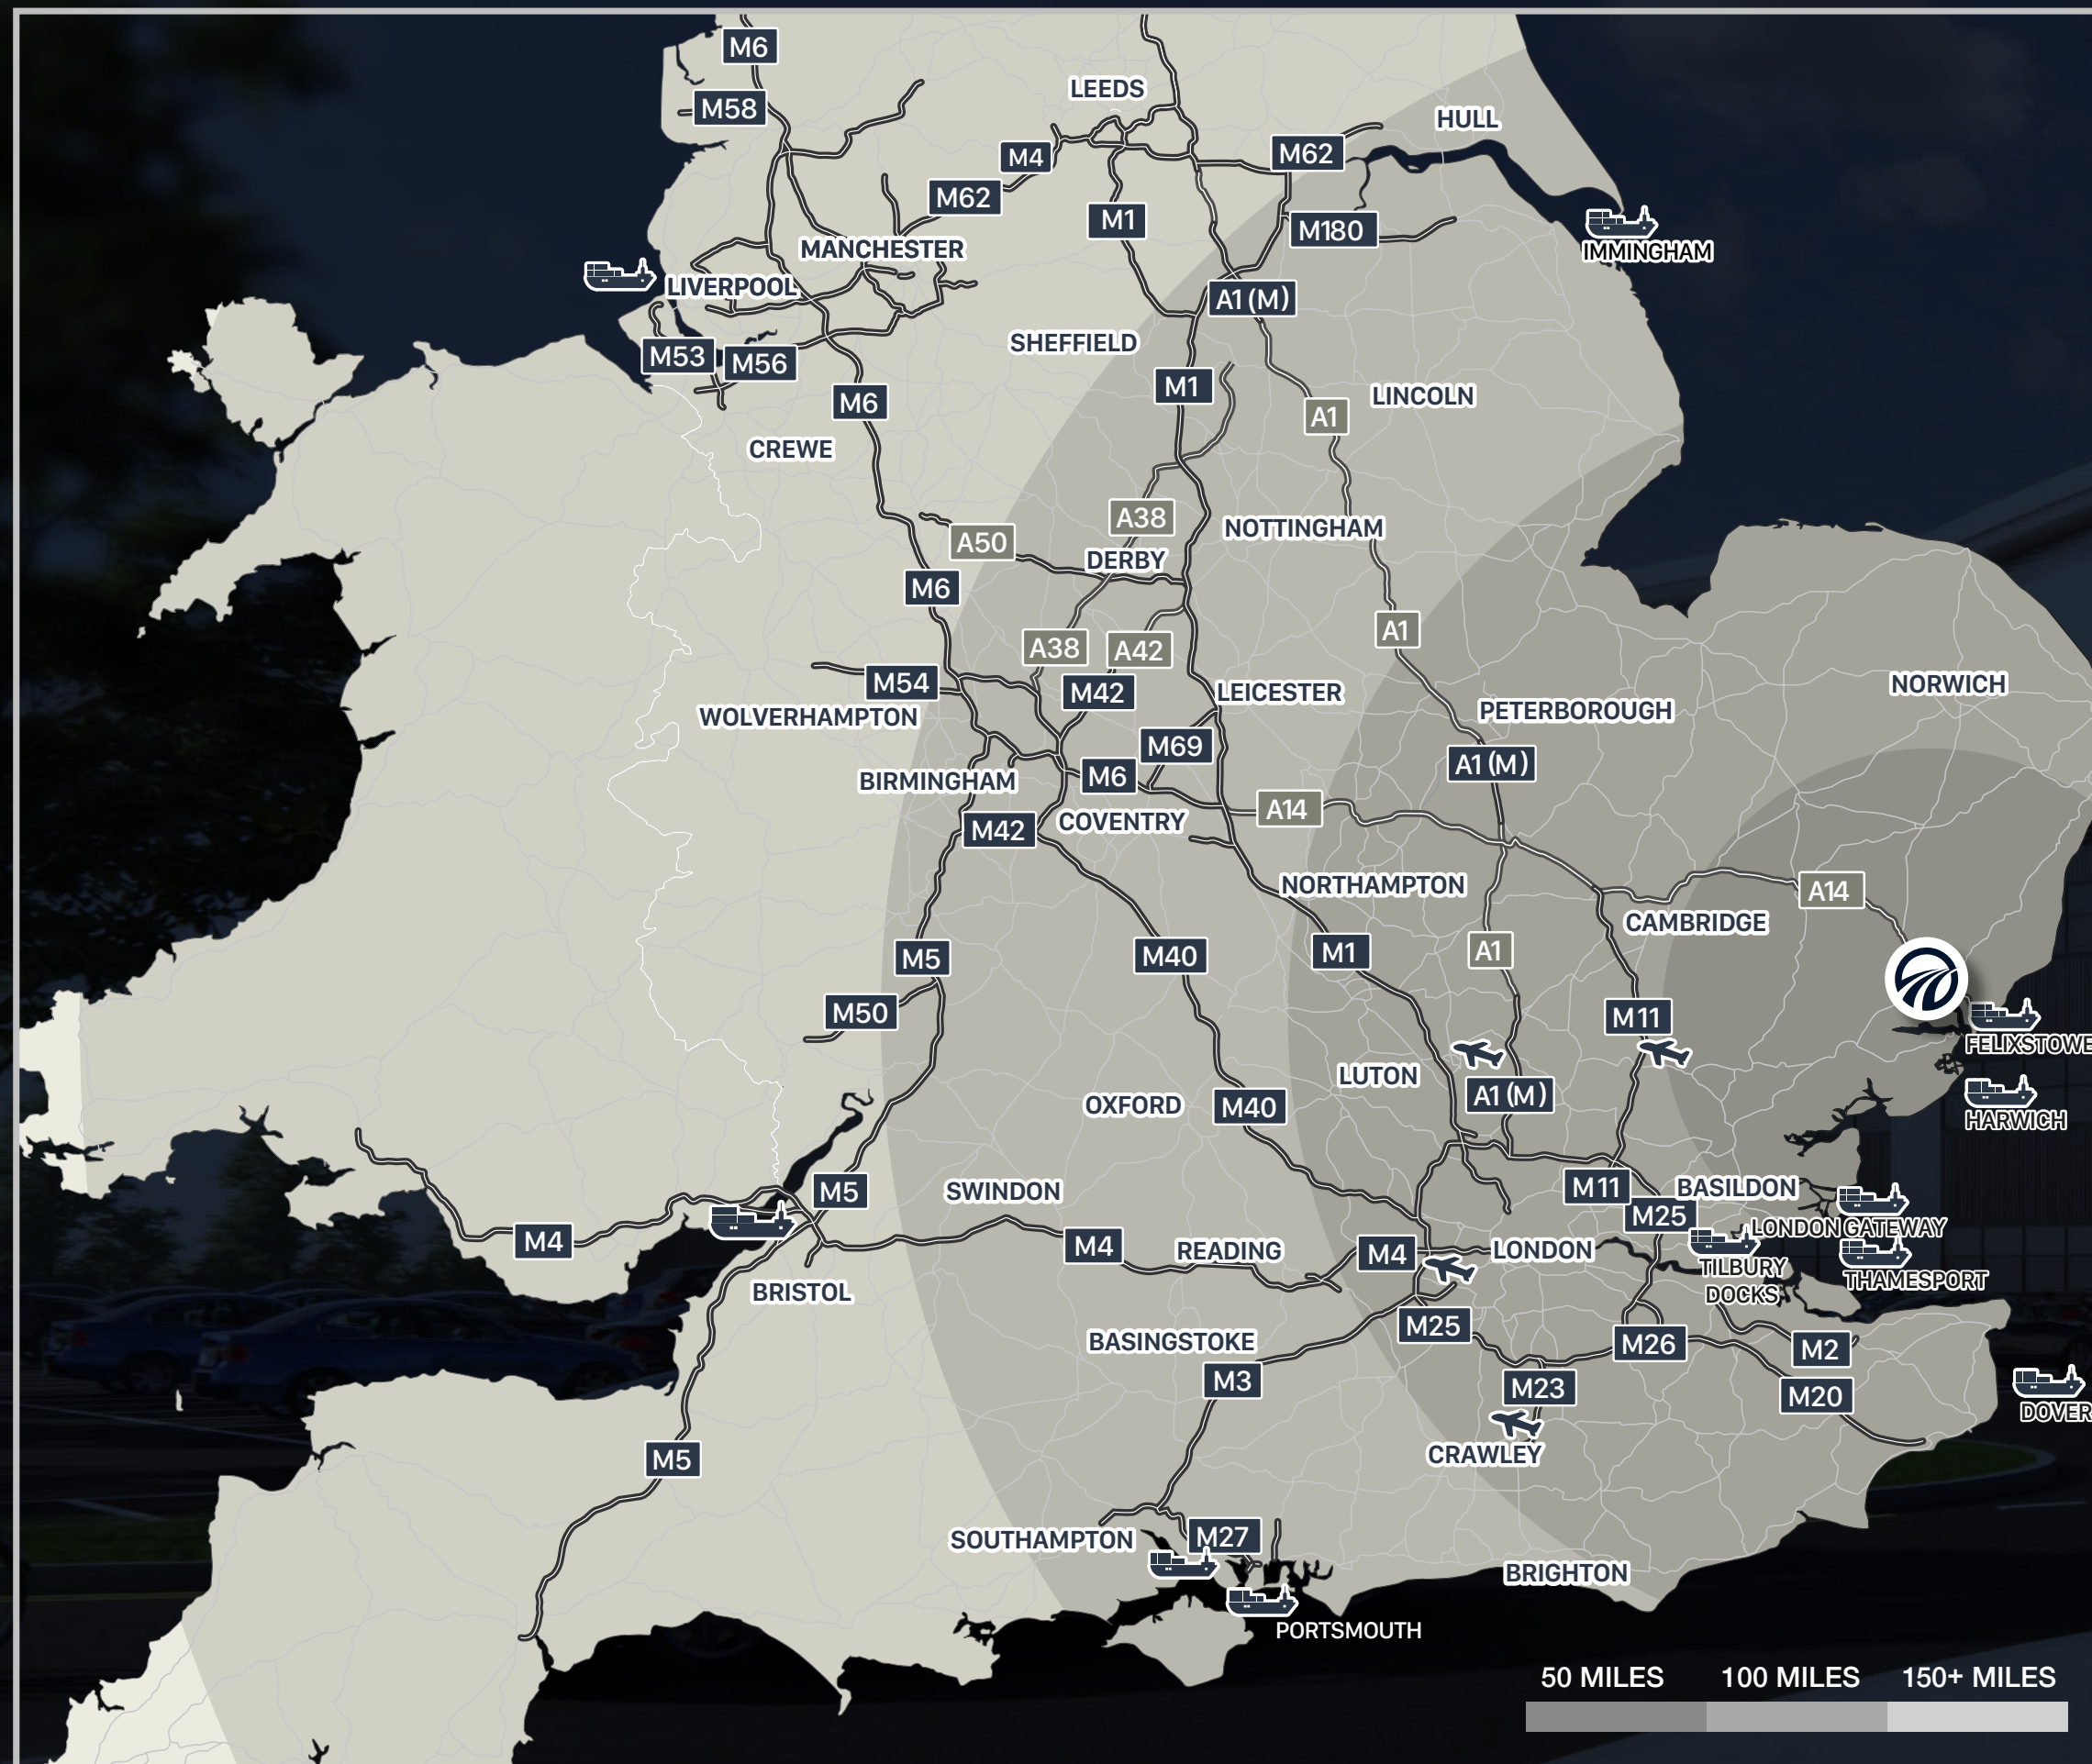 M6
LEEDS
M58
HULL
M4
M62
M62
M1
M180
MANCHESTER
IMMINGHAM
LIVERPOOL
A1 (M)
SHEFFIELD
M53
M56
M1
LINCOLN
M6
A1
CREWE
A38
NOTTINGHAM
A50
DERBY
M6
A1
A38
A42
M54
M42
LEICESTER
NORWICH
WOLVERHAMPTON
PETERBOROUGH
M69
A1 (M)
BIRMINGHAM
M6
A14
M42
COVENTRY
NORTHAMPTON
A14
CAMBRIDGE
M5
M40
M1
A1
M50
M11
FELIXSTOWE
LUTON
A1 (M)
OXFORD
M40
HARWICH
M5
SWINDON
M11
BASILDON
M25
LONDON GATEWAY
M4
M4
READING
M4
LONDON
TILBURY
DOCKS
THAMESPORT
BRISTOL
M25
BASINGSTOKE
M26
M2
M3
M23
M20
DOVER
CRAWLEY
M5
SOUTHAMPTON
M27
BRIGHTON
PORTSMOUTH
50 MILES
100 MILES
150+ MILES